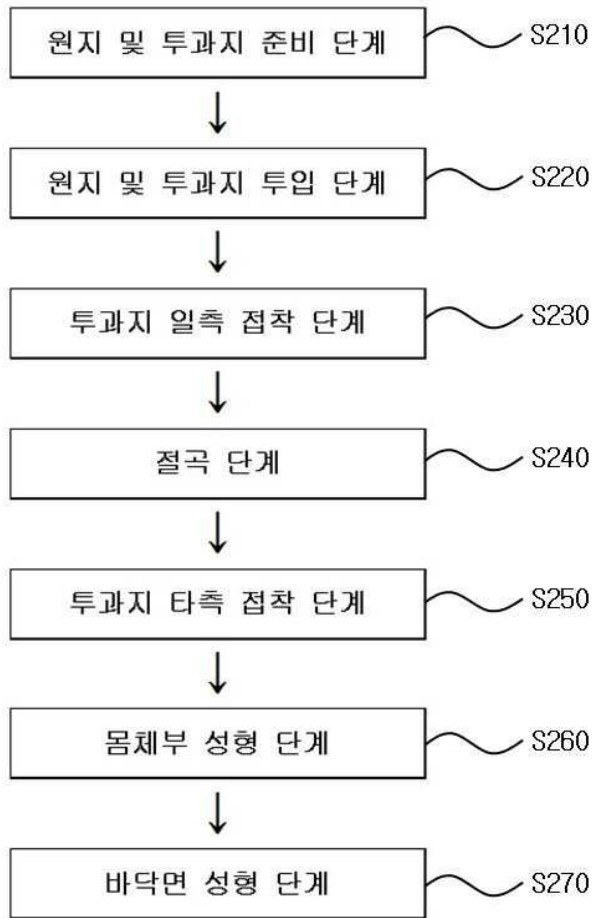 원지 및 투과지 준비 단계 S210
원지 및 투과지 투입 단계 S220
투과지 일측 접착 단계 S230
절곡 단계 S240
투과지 타측 접착 단계 S250
몸체부 성형 단계 S260
바닥면 성형 단계 S270